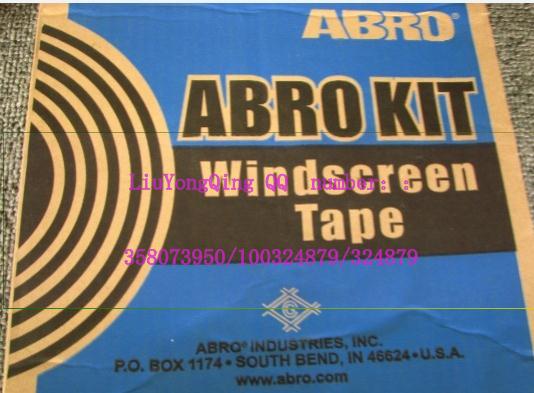 ABRO®
ABRO KIT
Windscreen
LiuYongQing QQ number: :
Tape
358073950/100324879/324879
G
ABRO® INDUSTRIES, INC.
P.O. BOX 1174 • SOUTH BEND, IN 46624 • U.S.A.
www.abro.com